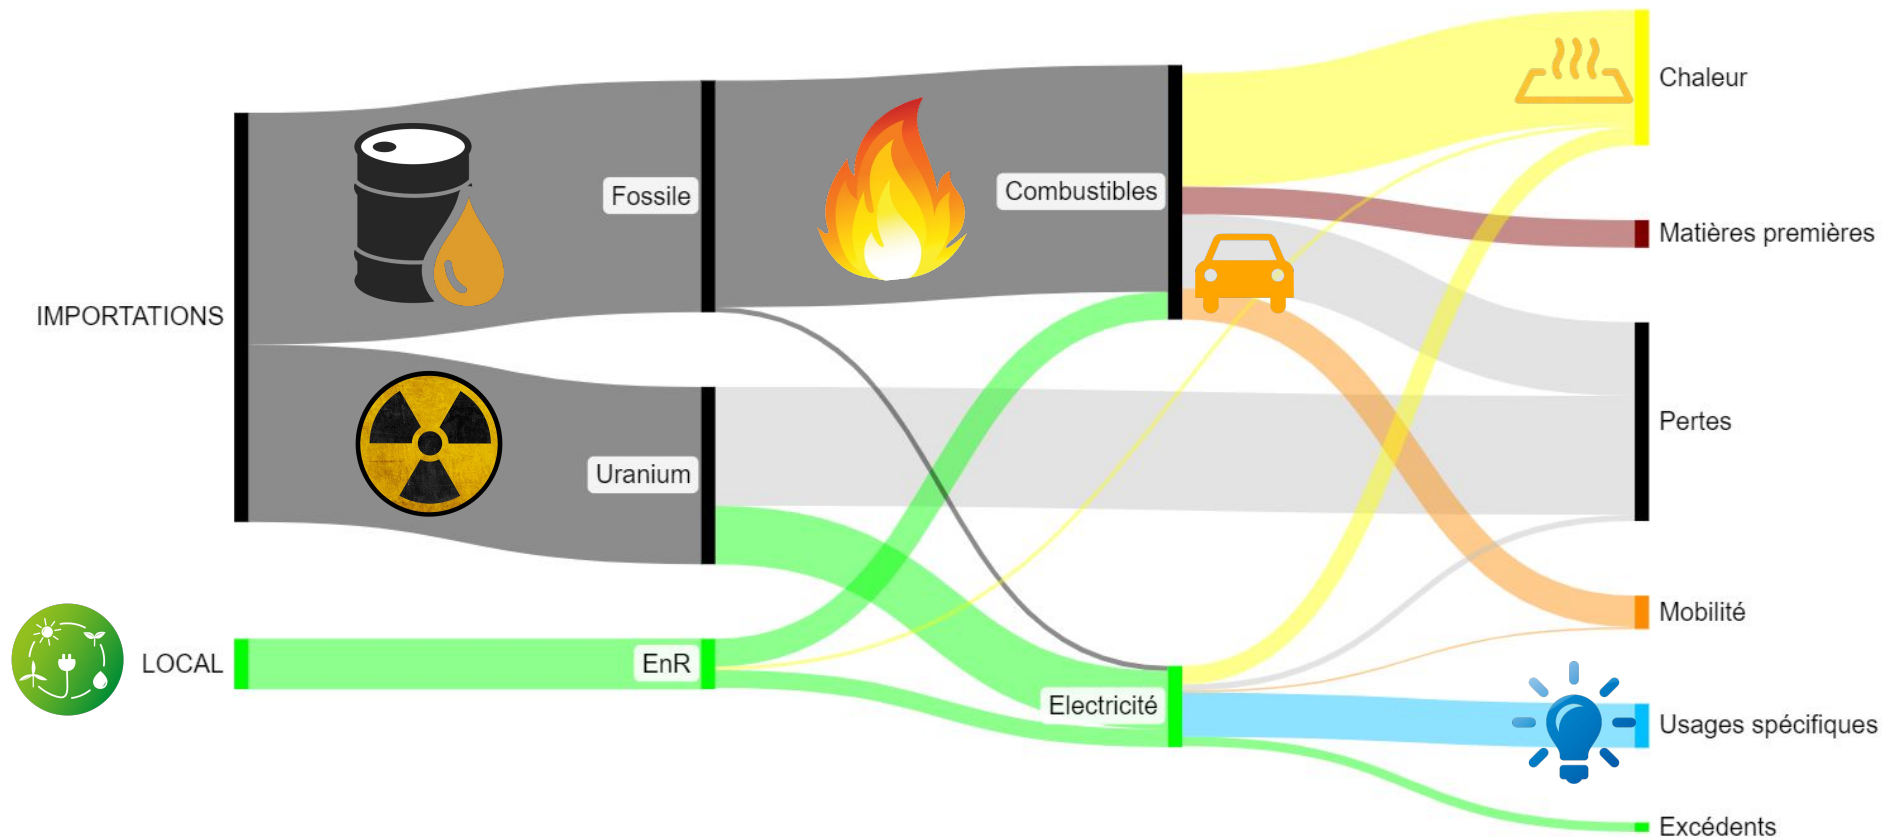 IMPORTATIONS
LOCAL
Fossile
Uranium
EnR
Combustibles
Electricité
Chaleur
Matières premières
Pertes
Mobilité
Usages spécifiques
Excédents